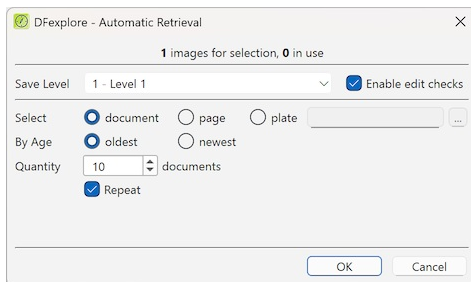 DFexplore - Automatic Retrieval
1 images for selection, 0 in use
Save Level 1 - Level 1 Enable edit checks
Select document page plate ...
By Age oldest newest
Quantity 10 documents
Repeat
OK Cancel